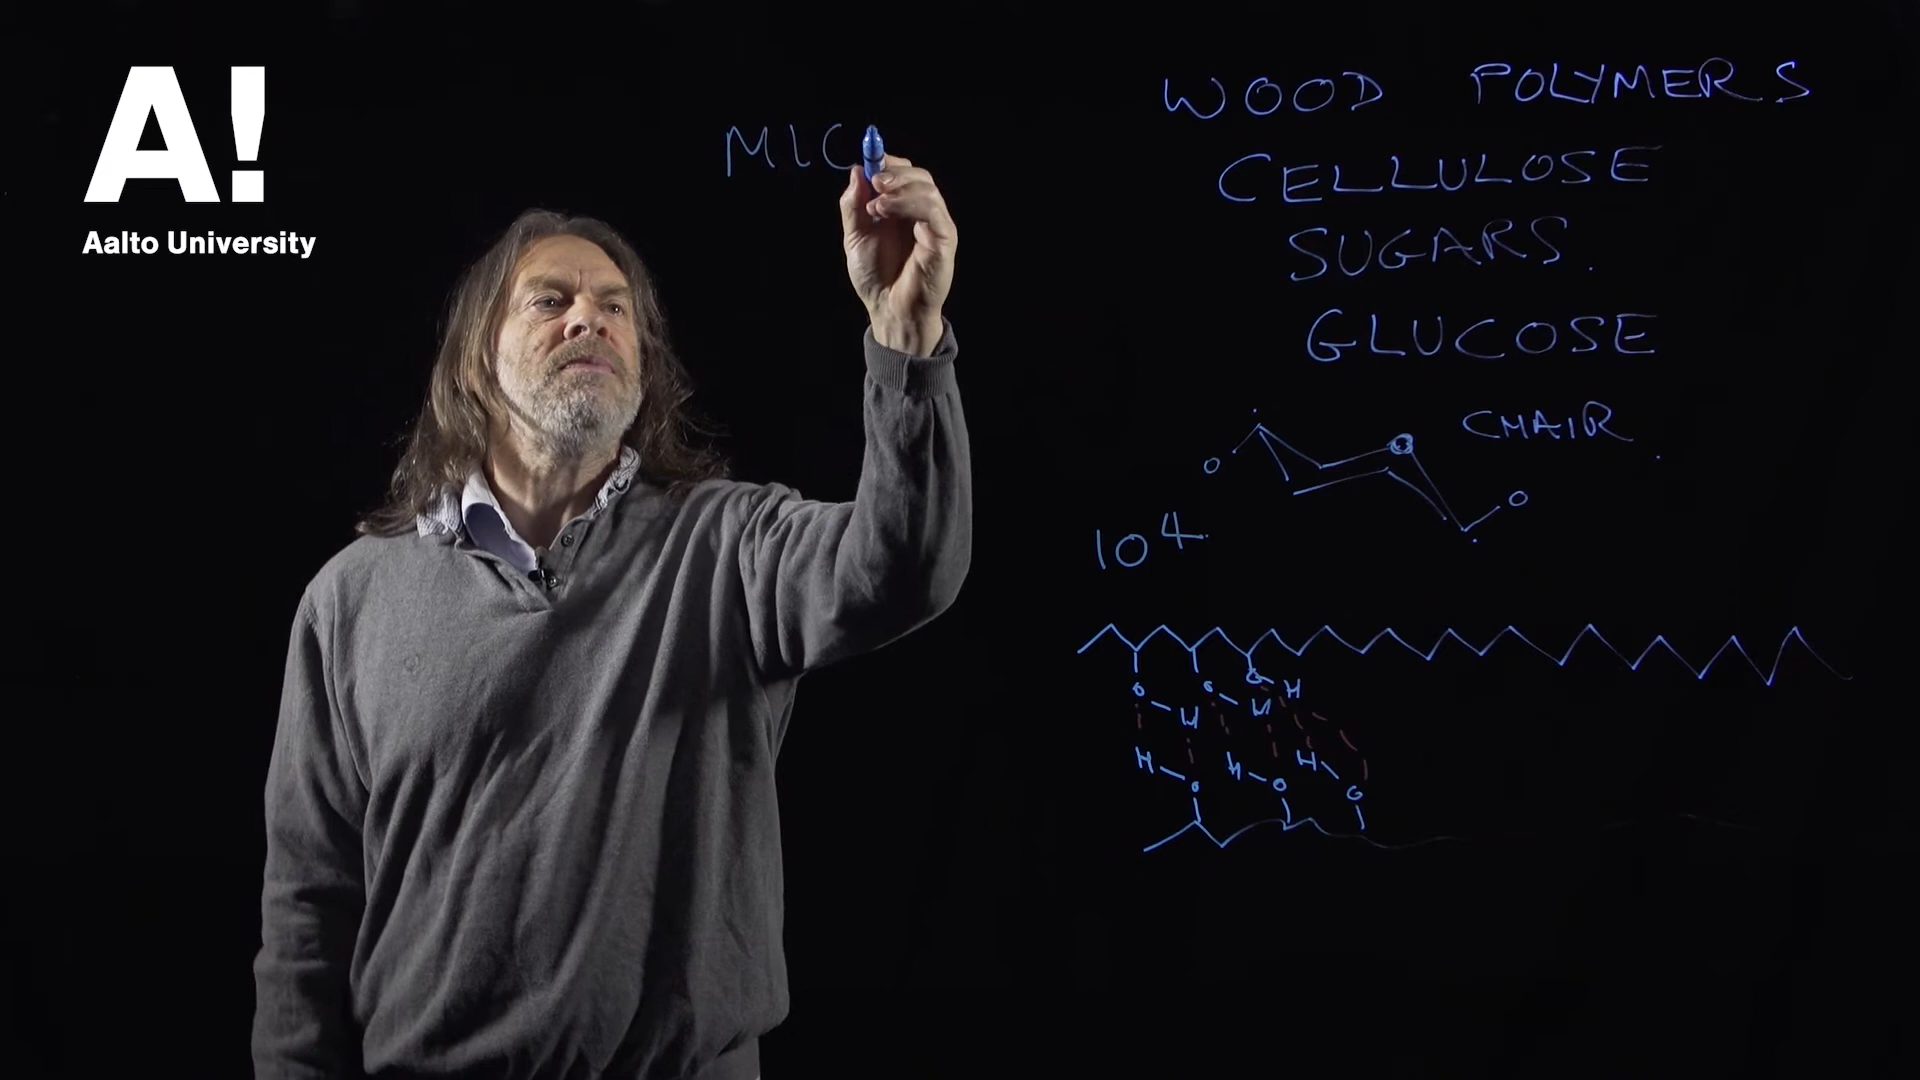 A!
Aalto University
MIC
WOOD POLYMERS
CELLULOSE
SUGARS.
GLUCOSE
CHAIR.
O
O
O
10⁴
O H O H O H
H O H O H O